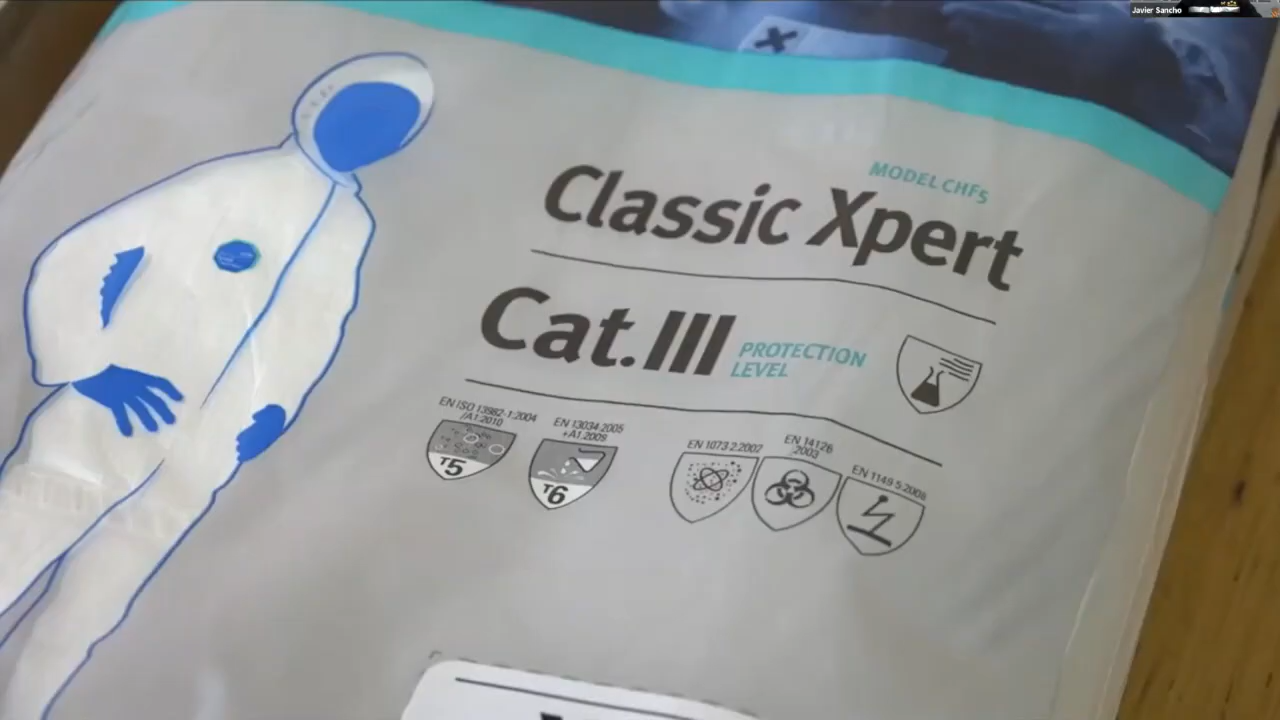 Javier Sancho
MODEL CHF5
Classic Xpert
Cat.III PROTECTION
LEVEL
EN ISO 13982-1:2004
/A1:2010
EN 13034:2005
+A1:2009
EN 1073 2:2002
EN 14126
:2003
EN 1149 5:2008
T5
T6